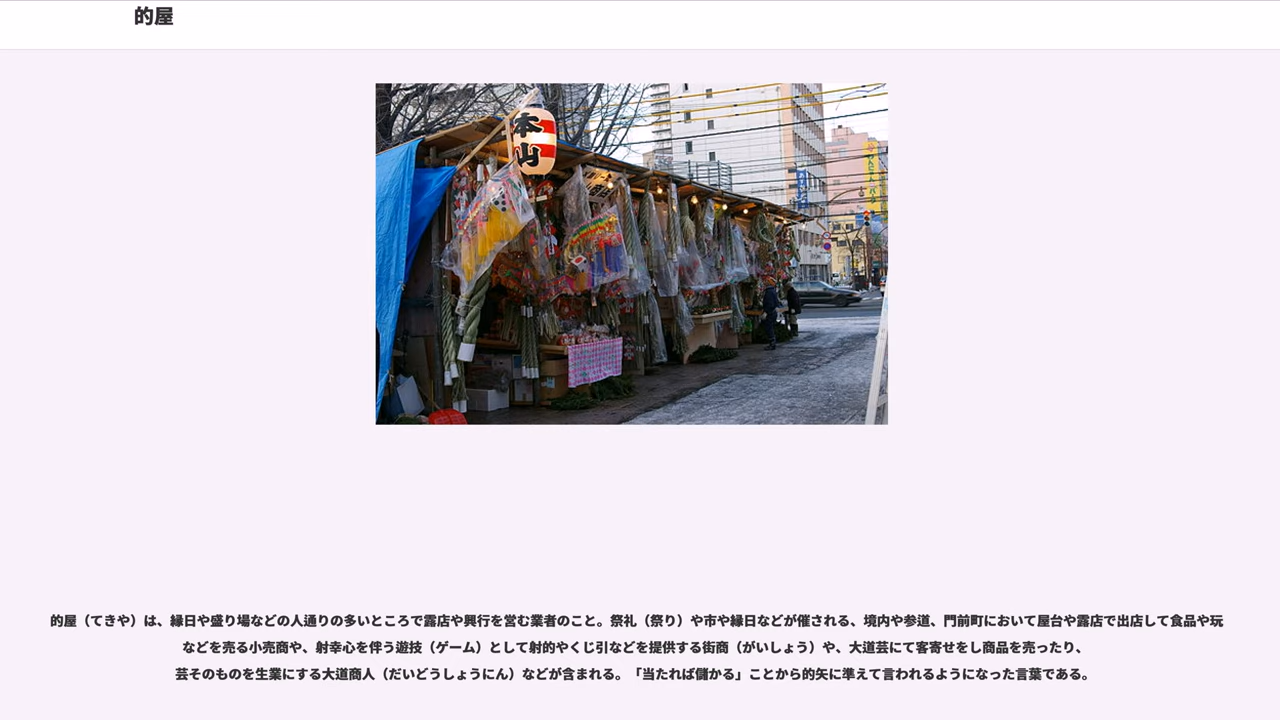 的屋
本山
的屋（てきや）は、縁日や盛り場などの人通りの多いところで露店や興行を営む業者のこと。祭礼（祭り）や市や縁日などが催される、境内や参道、門前町において屋台や露店で出店して食品や玩
などを売る小売商や、射幸心を伴う遊技（ゲーム）として射的やくじ引などを提供する街商（がいしょう）や、大道芸にて客寄せをし商品を売ったり、
芸そのものを生業にする大道商人（だいどうしょうにん）などが含まれる。「当たれば儲かる」ことから的矢に準えて言われるようになった言葉である。